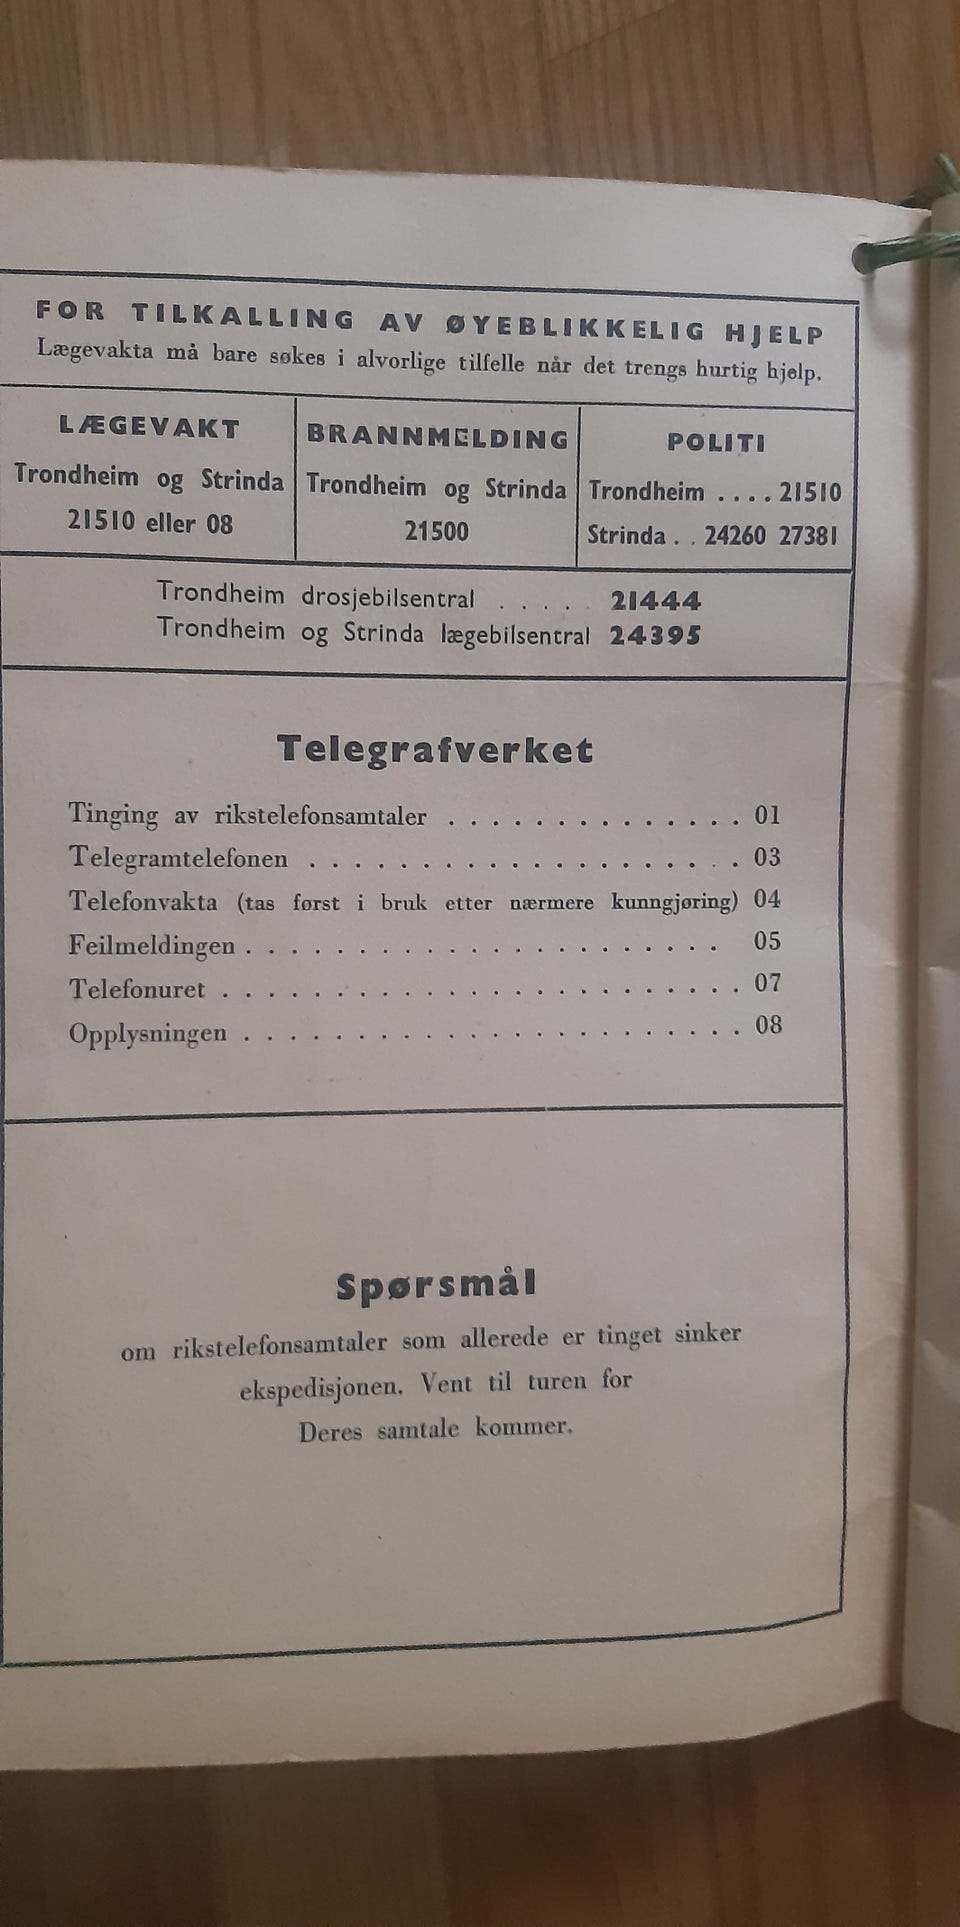 FOR TILKALLING AV ØYEBLIKKELIG HJELP
Lægevakta må bare søkes i alvorlige tilfelle når det trengs hurtig hjelp.
LÆGEVAKT
Trondheim og Strinda
21510 eller 08
BRANNMELDING
Trondheim og Strinda
21500
POLITI
Trondheim .... 21510
Strinda . . 24260 27381
Trondheim drosjebilsentral . . . . 21444
Trondheim og Strinda lægebilsentral 24395
Telegrafverket
Tinging av rikstelefonsamtaler . . . . . . . . . . . . . . 01
Telegramtelefonen . . . . . . . . . . . . . . . . . . . 03
Telefonvakta (tas først i bruk etter nærmere kunngjøring) 04
Feilmeldingen . . . . . . . . . . . . . . . . . . . . . 05
Telefonuret . . . . . . . . . . . . . . . . . . . . . . . 07
Opplysningen . . . . . . . . . . . . . . . . . . . . . . 08
Spørsmål
om rikstelefonsamtaler som allerede er tinget sinker
ekspedisjonen. Vent til turen for
Deres samtale kommer.